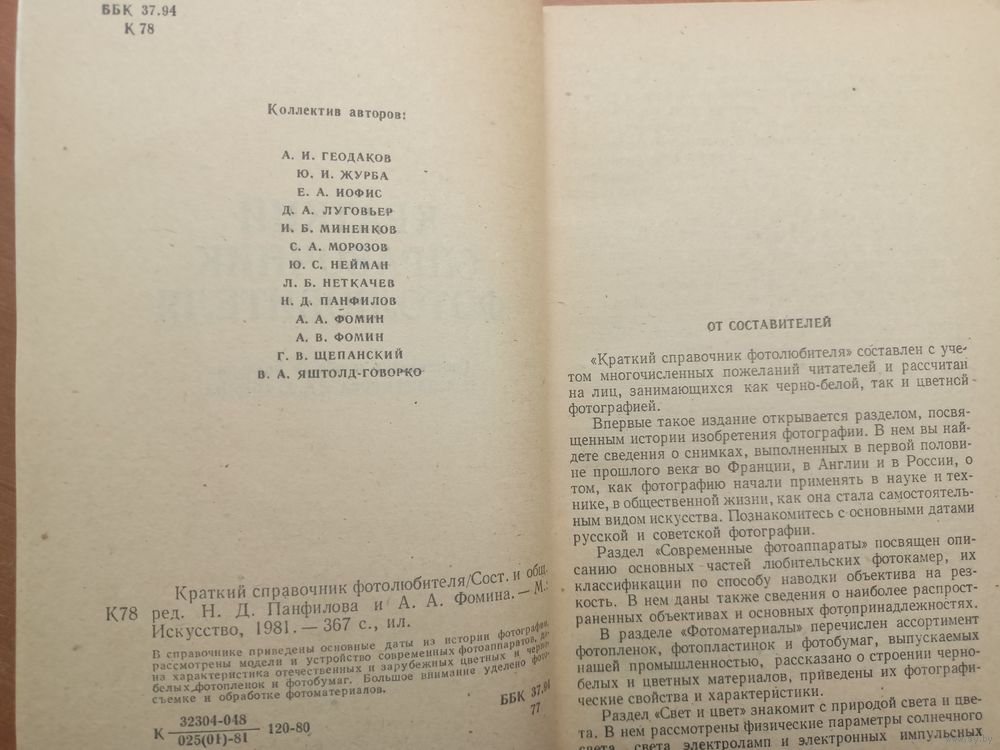 ББК 37.94
К 78
Коллектив авторов:
А. И. ГЕОДАКОВ
Ю. И. ЖУРБА
Е. А. ИОФИС
Д. А. ЛУГОВЬЕР
И. Б. МИНЕНКОВ
С. А. МОРОЗОВ
Ю. С. НЕЙМАН
Л. Б. НЕТКАЧЕВ
Н. Д. ПАНФИЛОВ
А. А. ФОМИН
А. В. ФОМИН
Г. В. ЩЕПАНСКИЙ
В. А. ЯШТОЛД-ГОВОРКО
Краткий справочник фотолюбителя/Сост. и общ.
К78 ред. Н. Д. Панфилова и А. А. Фомина. — М.:
Искусство, 1981. — 367 с., ил.
В справочнике приведены основные даты из истории фотографии,
рассмотрены модели и устройство современных фотоаппаратов, да-
на характеристика отечественных и зарубежных цветных и черно-
белых фотопленок и фотобумаг. Большое внимание уделено фото-
съемке и обработке фотоматериалов.
К 32304-048
025(01)-81 120-80
ББК 37.94
77
ОТ СОСТАВИТЕЛЕЙ
«Краткий справочник фотолюбителя» составлен с уче-
том многочисленных пожеланий читателей и рассчитан
на лиц, занимающихся как черно-белой, так и цветной
фотографией.
Впервые такое издание открывается разделом, посвя-
щенным истории изобретения фотографии. В нем вы най-
дете сведения о снимках, выполненных в первой полови-
не прошлого века во Франции, в Англии и в России, о
том, как фотографию начали применять в науке и тех-
нике, в общественной жизни, как она стала самостоятель-
ным видом искусства. Познакомитесь с основными датами
русской и советской фотографии.
Раздел «Современные фотоаппараты» посвящен опи-
санию основных частей любительских фотокамер, их
классификации по способу наводки объектива на рез-
кость. В нем даны также сведения о наиболее распрост-
раненных объективах и основных фотопринадлежностях.
В разделе «Фотоматериалы» перечислен ассортимент
фотопленок, фотопластинок и фотобумаг, выпускаемых
нашей промышленностью, рассказано о строении черно-
белых и цветных материалов, приведены их фотографи-
ческие свойства и характеристики.
Раздел «Свет и цвет» знакомит с природой света и цве-
та. В нем рассмотрены физические параметры солнечного
света, света электроламп и электронных импульсных